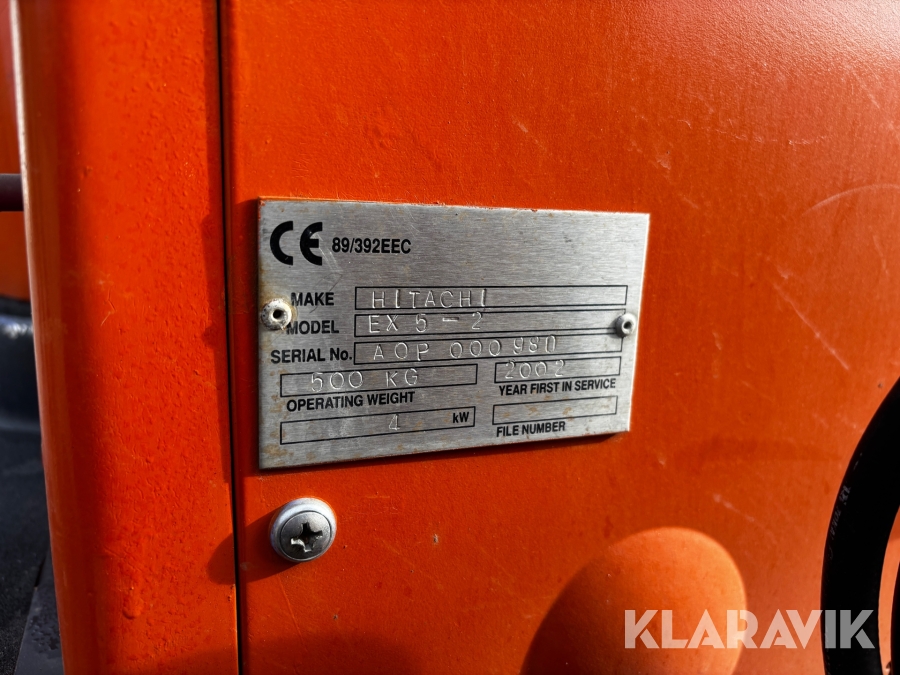 CE 89/392EEC
MAKE HITACHI
MODEL EX 5-2
SERIAL No. AOP 000980
500 KG 2002
OPERATING WEIGHT YEAR FIRST IN SERVICE
4 kW
FILE NUMBER
KLARAVIK